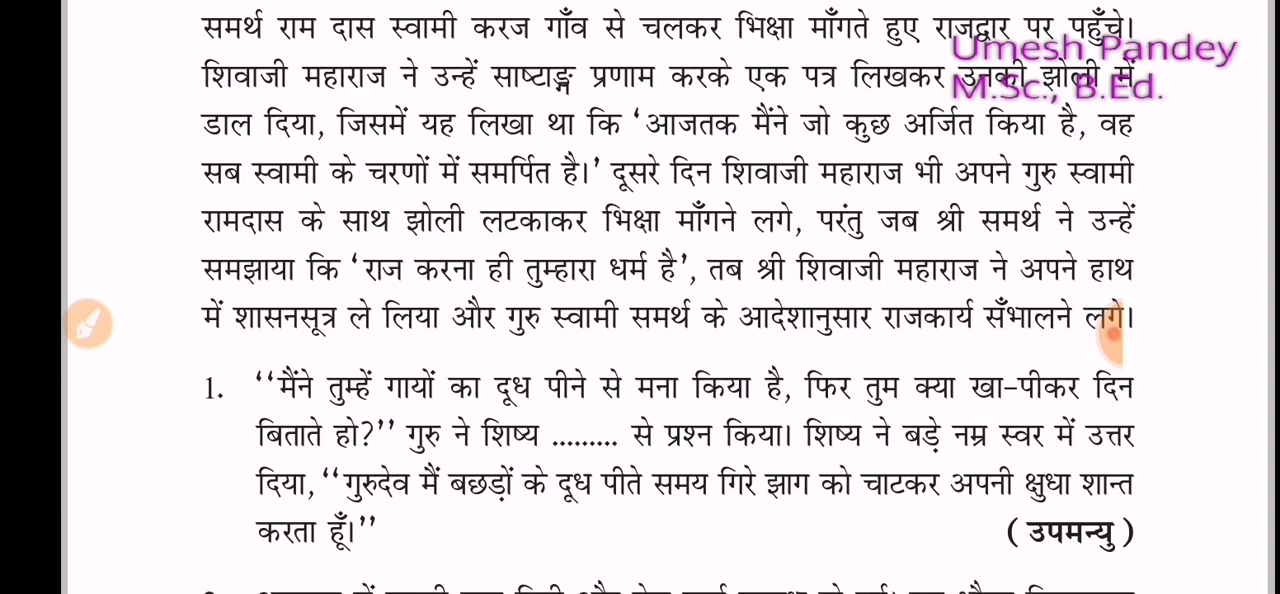 समर्थ राम दास स्वामी करज गाँव से चलकर भिक्षा माँगते हुए राजद्वार पर पहुँचे।
Umesh Pandey
शिवाजी महाराज ने उन्हें साष्टाङ्ग प्रणाम करके एक पत्र लिखकर उनकी झोली में
M.Sc., B.Ed.
डाल दिया, जिसमें यह लिखा था कि ‘आजतक मैंने जो कुछ अर्जित किया है, वह
सब स्वामी के चरणों में समर्पित है।’ दूसरे दिन शिवाजी महाराज भी अपने गुरु स्वामी
रामदास के साथ झोली लटकाकर भिक्षा माँगने लगे, परंतु जब श्री समर्थ ने उन्हें
समझाया कि ‘राज करना ही तुम्हारा धर्म है’, तब श्री शिवाजी महाराज ने अपने हाथ
में शासनसूत्र ले लिया और गुरु स्वामी समर्थ के आदेशानुसार राजकार्य सँभालने लगे।
1. ‘‘मैंने तुम्हें गायों का दूध पीने से मना किया है, फिर तुम क्या खा-पीकर दिन
बिताते हो?’’ गुरु ने शिष्य ......... से प्रश्न किया। शिष्य ने बड़े नम्र स्वर में उत्तर
दिया, ‘‘गुरुदेव मैं बछड़ों के दूध पीते समय गिरे झाग को चाटकर अपनी क्षुधा शान्त
करता हूँ।’’ ( उपमन्यु )